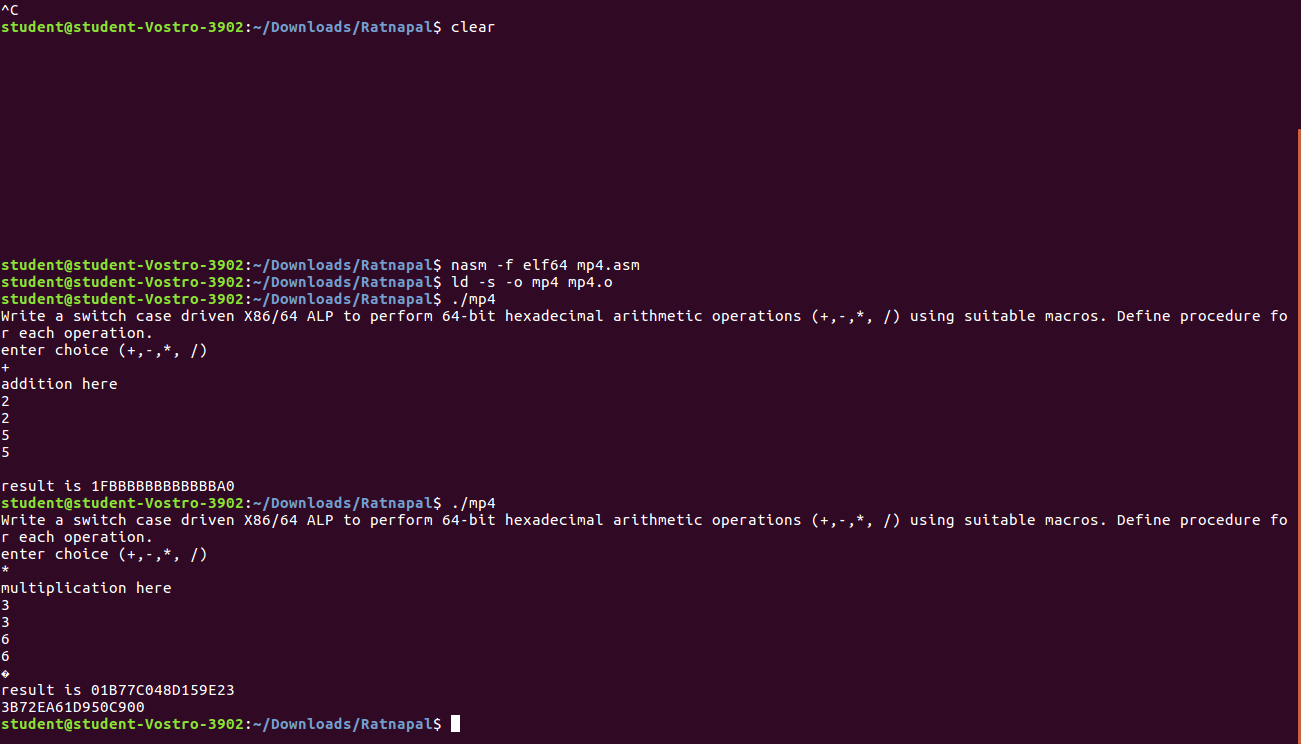 ^C
student@student-Vostro-3902:~/Downloads/Ratnapal$ clear
student@student-Vostro-3902:~/Downloads/Ratnapal$ nasm -f elf64 mp4.asm
student@student-Vostro-3902:~/Downloads/Ratnapal$ ld -s -o mp4 mp4.o
student@student-Vostro-3902:~/Downloads/Ratnapal$ ./mp4
Write a switch case driven X86/64 ALP to perform 64-bit hexadecimal arithmetic operations (+,-,*, /) using suitable macros. Define procedure fo
r each operation.
enter choice (+,-,*, /)
+
addition here
2
2
5
5
result is 1FBBBBBBBBBBBBA0
student@student-Vostro-3902:~/Downloads/Ratnapal$ ./mp4
Write a switch case driven X86/64 ALP to perform 64-bit hexadecimal arithmetic operations (+,-,*, /) using suitable macros. Define procedure fo
r each operation.
enter choice (+,-,*, /)
*
multiplication here
3
3
6
6
�
result is 01B77C048D159E23
3B72EA61D950C900
student@student-Vostro-3902:~/Downloads/Ratnapal$